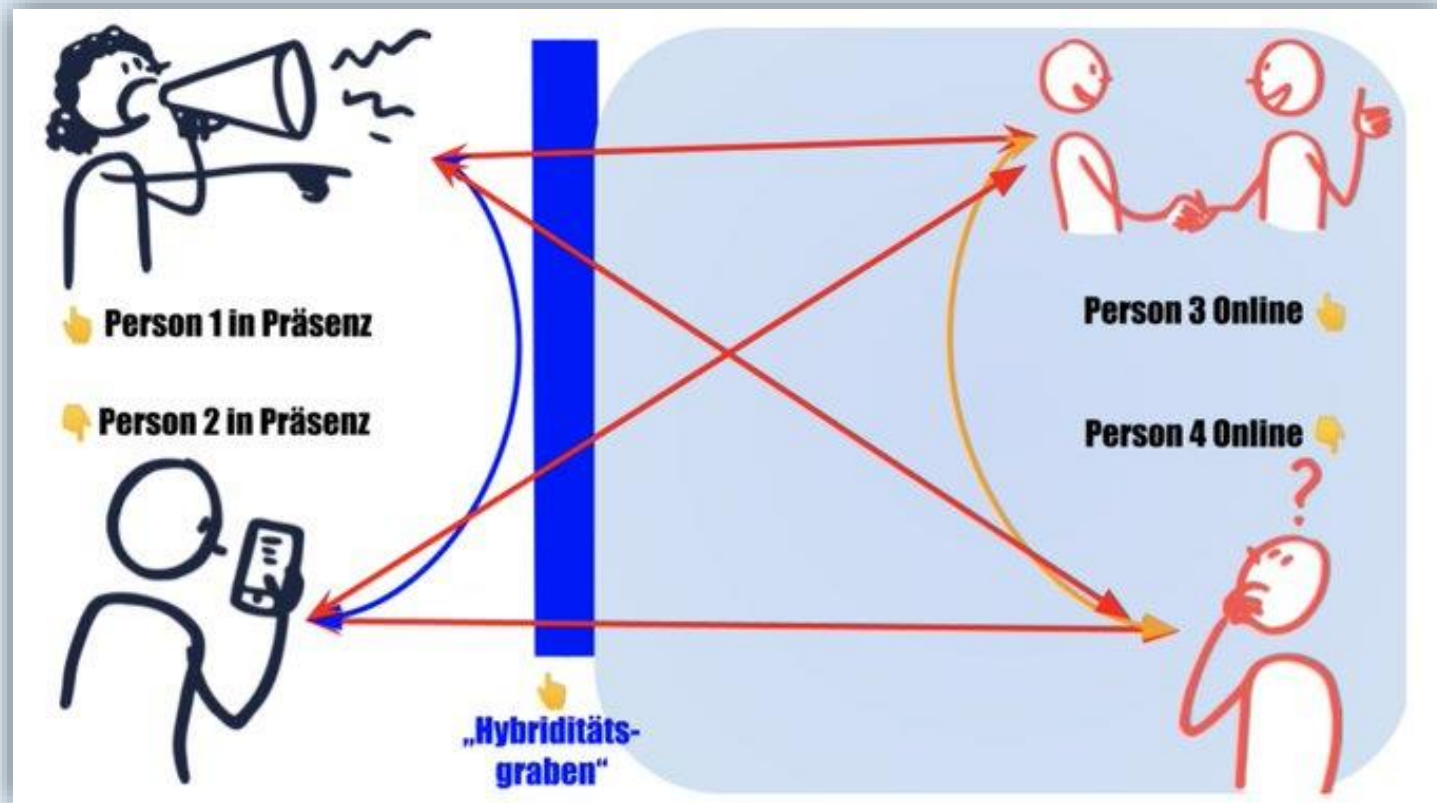 👆 Person 1 in Präsenz
👇 Person 2 in Präsenz
Person 3 Online 👆
Person 4 Online 👇
?
👆
„Hybriditäts-
graben“